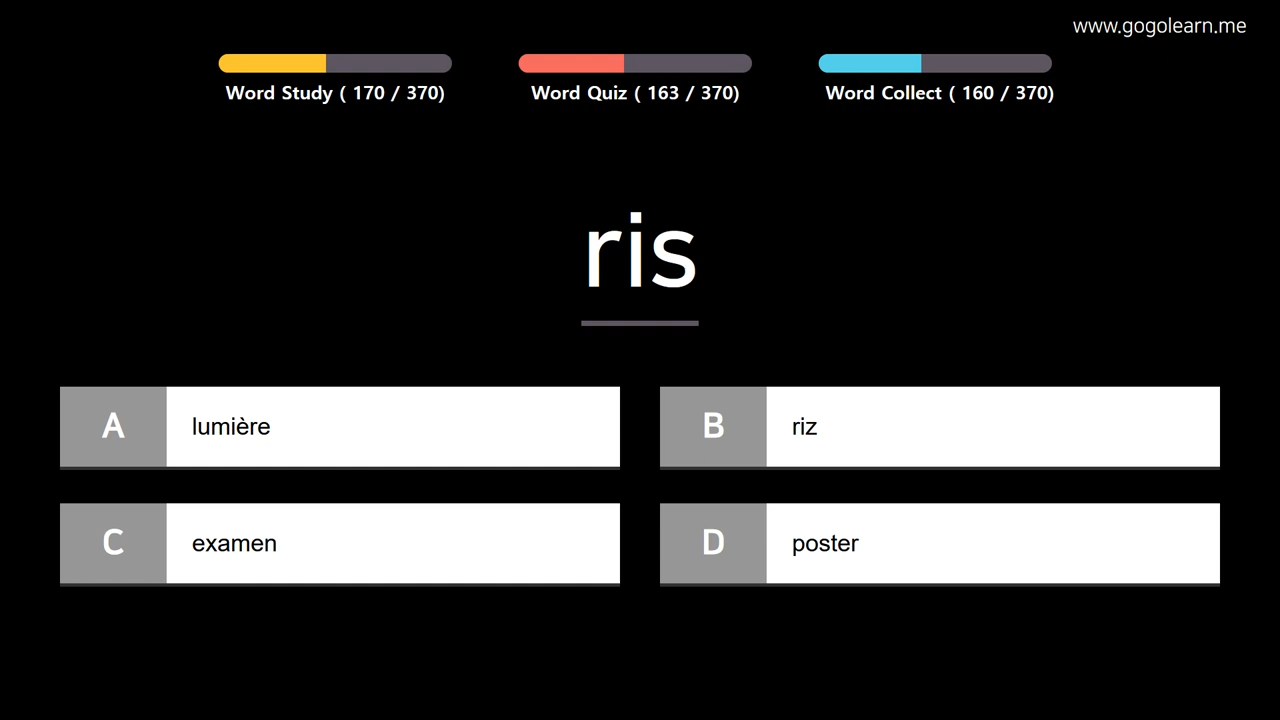 www.gogolearn.me
Word Study ( 170 / 370)
Word Quiz ( 163 / 370)
Word Collect ( 160 / 370)
ris
A lumière
B riz
C examen
D poster